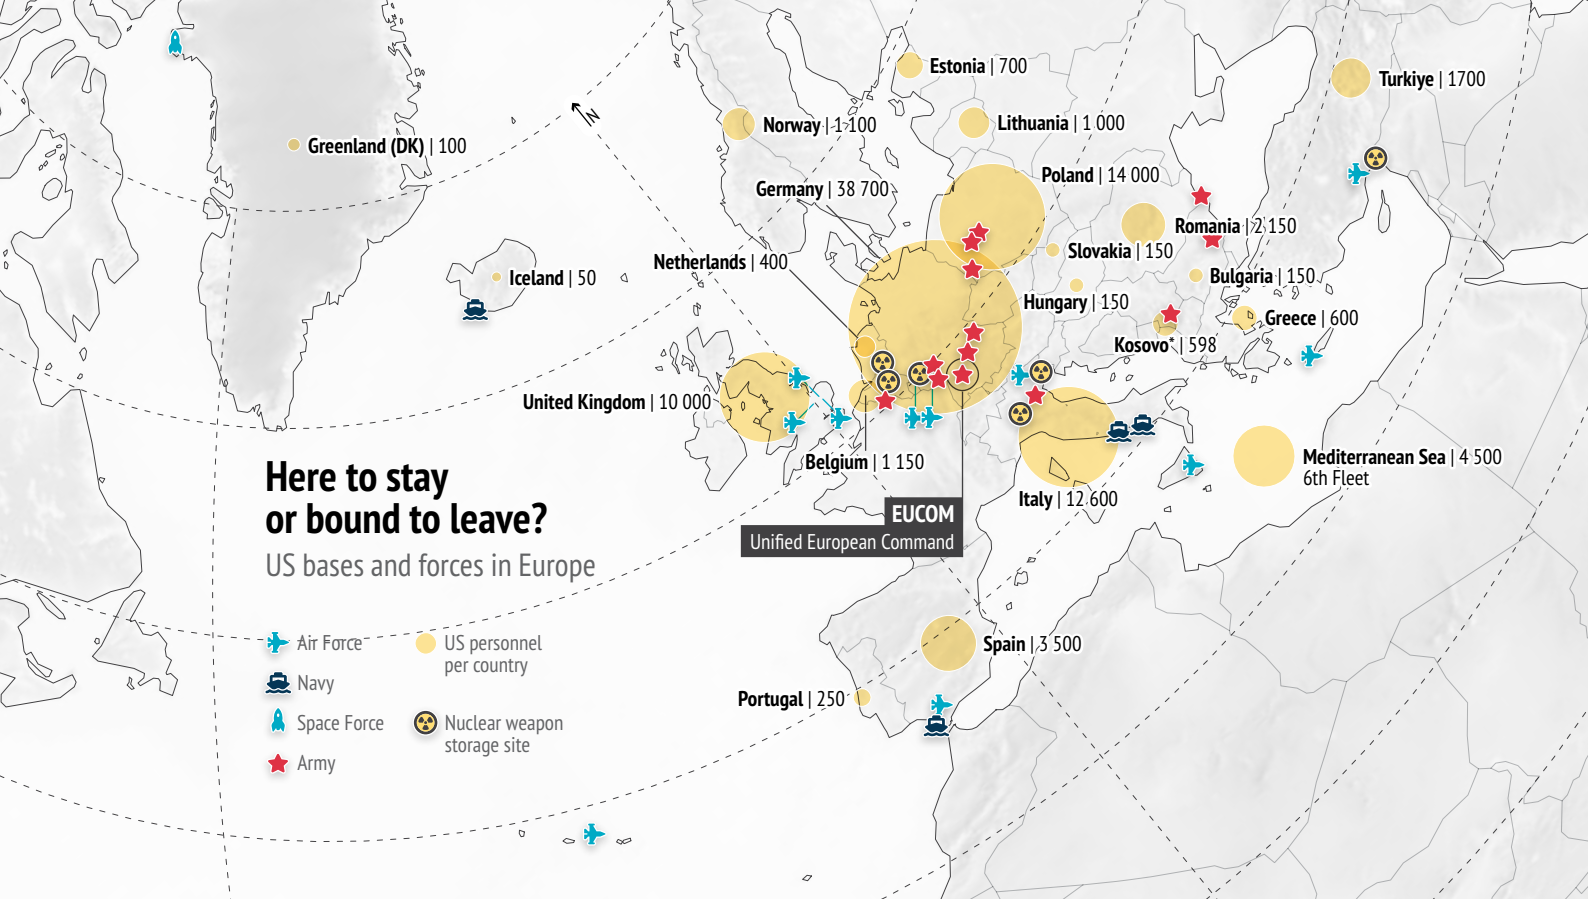 Estonia | 700
Turkiye | 1700
Norway | 1 100
Lithuania | 1 000
Greenland (DK) | 100
Poland | 14 000
Germany | 38 700
Romania | 2 150
Slovakia | 150
Netherlands | 400
Iceland | 50
Bulgaria | 150
Hungary | 150
Greece | 600
Kosovo* | 598
United Kingdom | 10 000
Belgium | 1 150
Mediterranean Sea | 4 500
6th Fleet
Italy | 12 600
EUCOM
Unified European Command
Spain | 3 500
Portugal | 250
N
Here to stay
or bound to leave?
US bases and forces in Europe
Air Force
Navy
Space Force
Army
US personnel
per country
Nuclear weapon
storage site